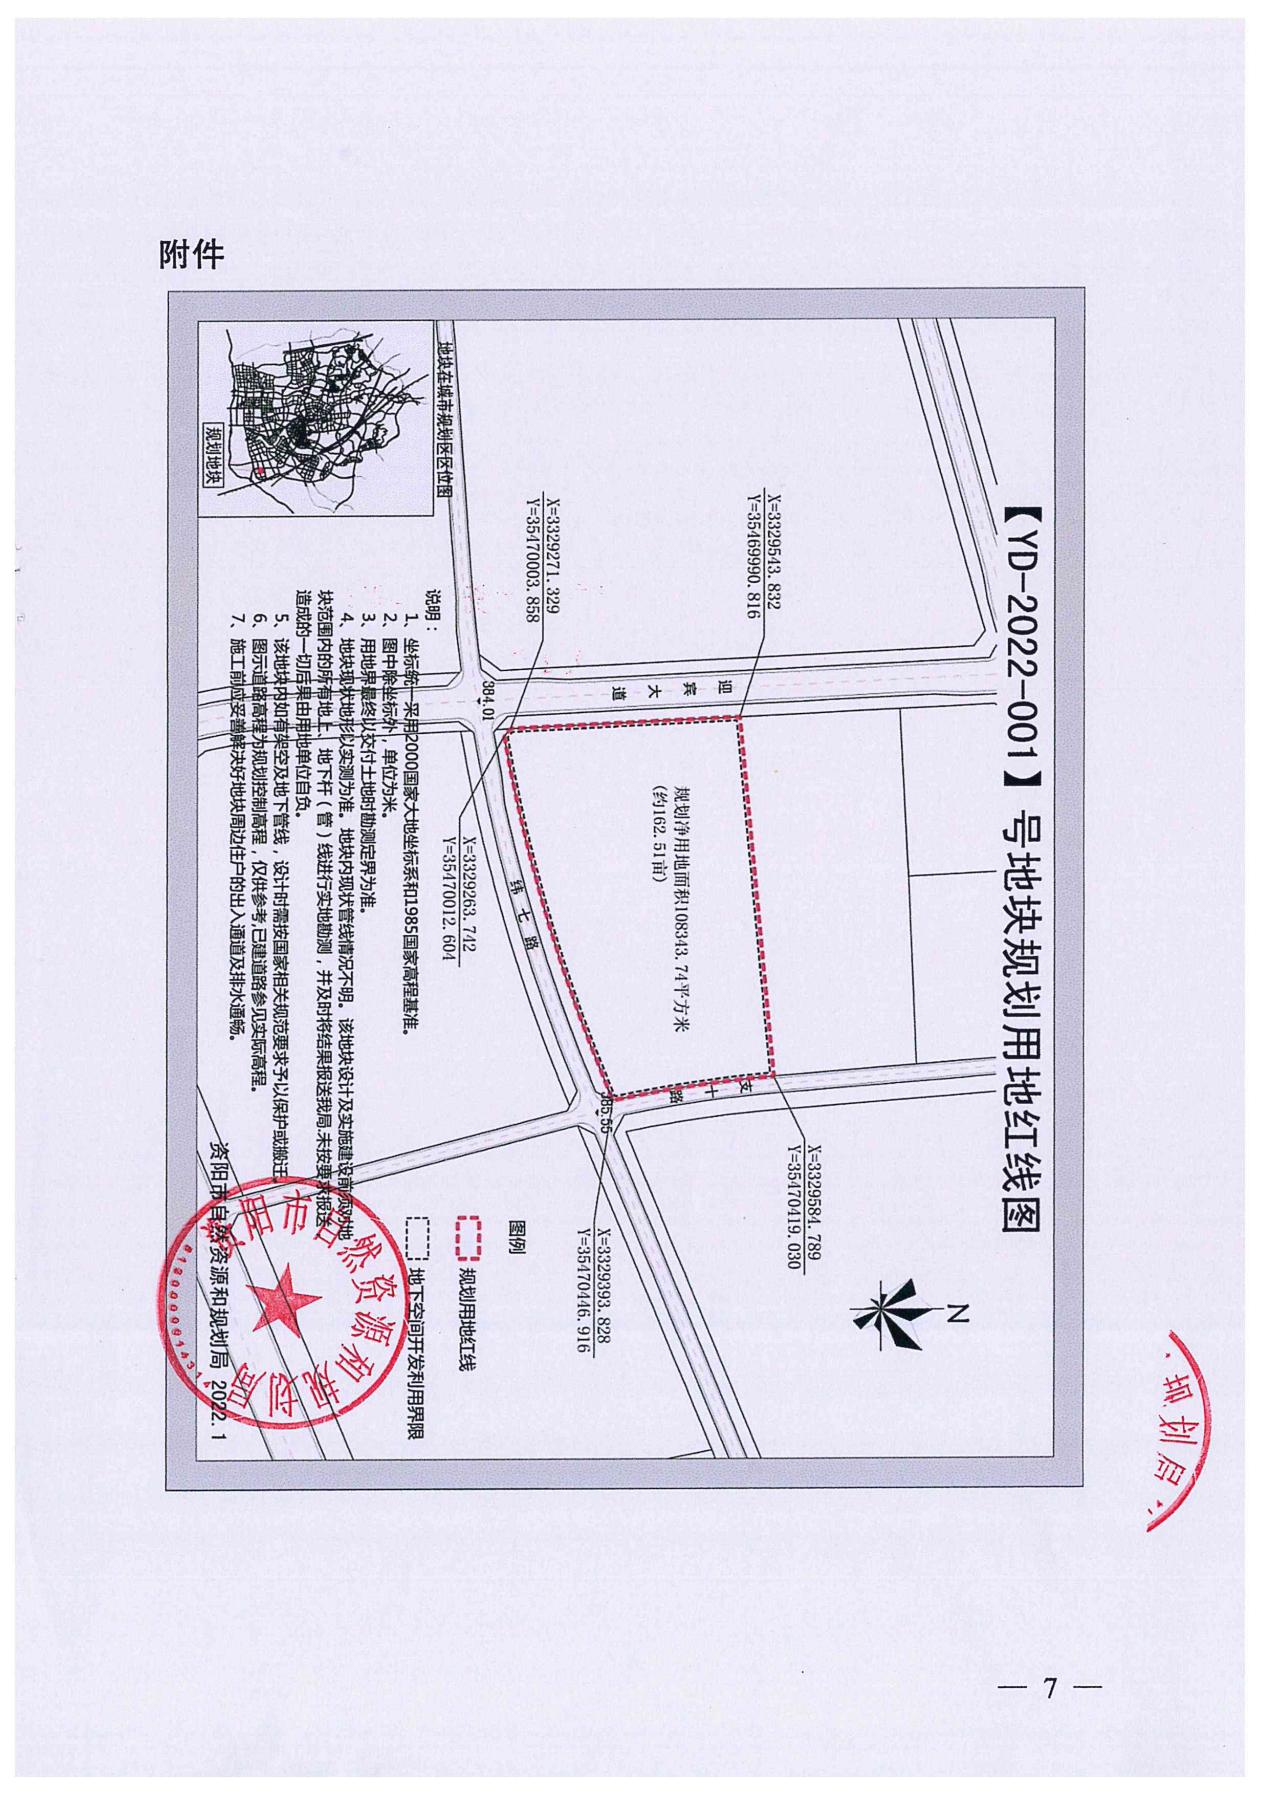 附件
【YD-2022-001】号地块规划用地红线图
N
X=3329543.832
Y=35469990.816
X=3329584.789
Y=35470419.030
规划净用地面积108343.74平方米
(约162.51亩)
迎宾大道
支十路
纬七路
384.01
385.55
X=3329271.329
Y=35470003.858
X=3329263.742
Y=35470012.604
X=3329393.828
Y=35470446.916
地块在城市规划区区位图
规划地块
说明：
1、坐标统一采用2000国家大地坐标系和1985国家高程基准。
2、图中除坐标外，单位为米。
3、用地界最终以交付土地时勘测定界为准。
4、地块现状地形以实测为准。地块内现状管线情况不明。该地块设计及实施建设前须对地
块范围内的所有地上、地下杆（管）线进行实地勘测，并及时将结果报送我局.未按要求报送
造成的一切后果由用地单位自负。
5、该地块内如有架空及地下管线，设计时需按国家相关规范要求予以保护或搬迁。
6、图示道路高程为规划控制高程，仅供参考,已建道路参见实际高程。
7、施工前应妥善解决好地块周边住户的出入通道及排水通畅。
图例
规划用地红线
地下空间开发利用界限
资阳市自然资源和规划局 2022.1
资阳市自然资源和规划局
规划局
— 7 —